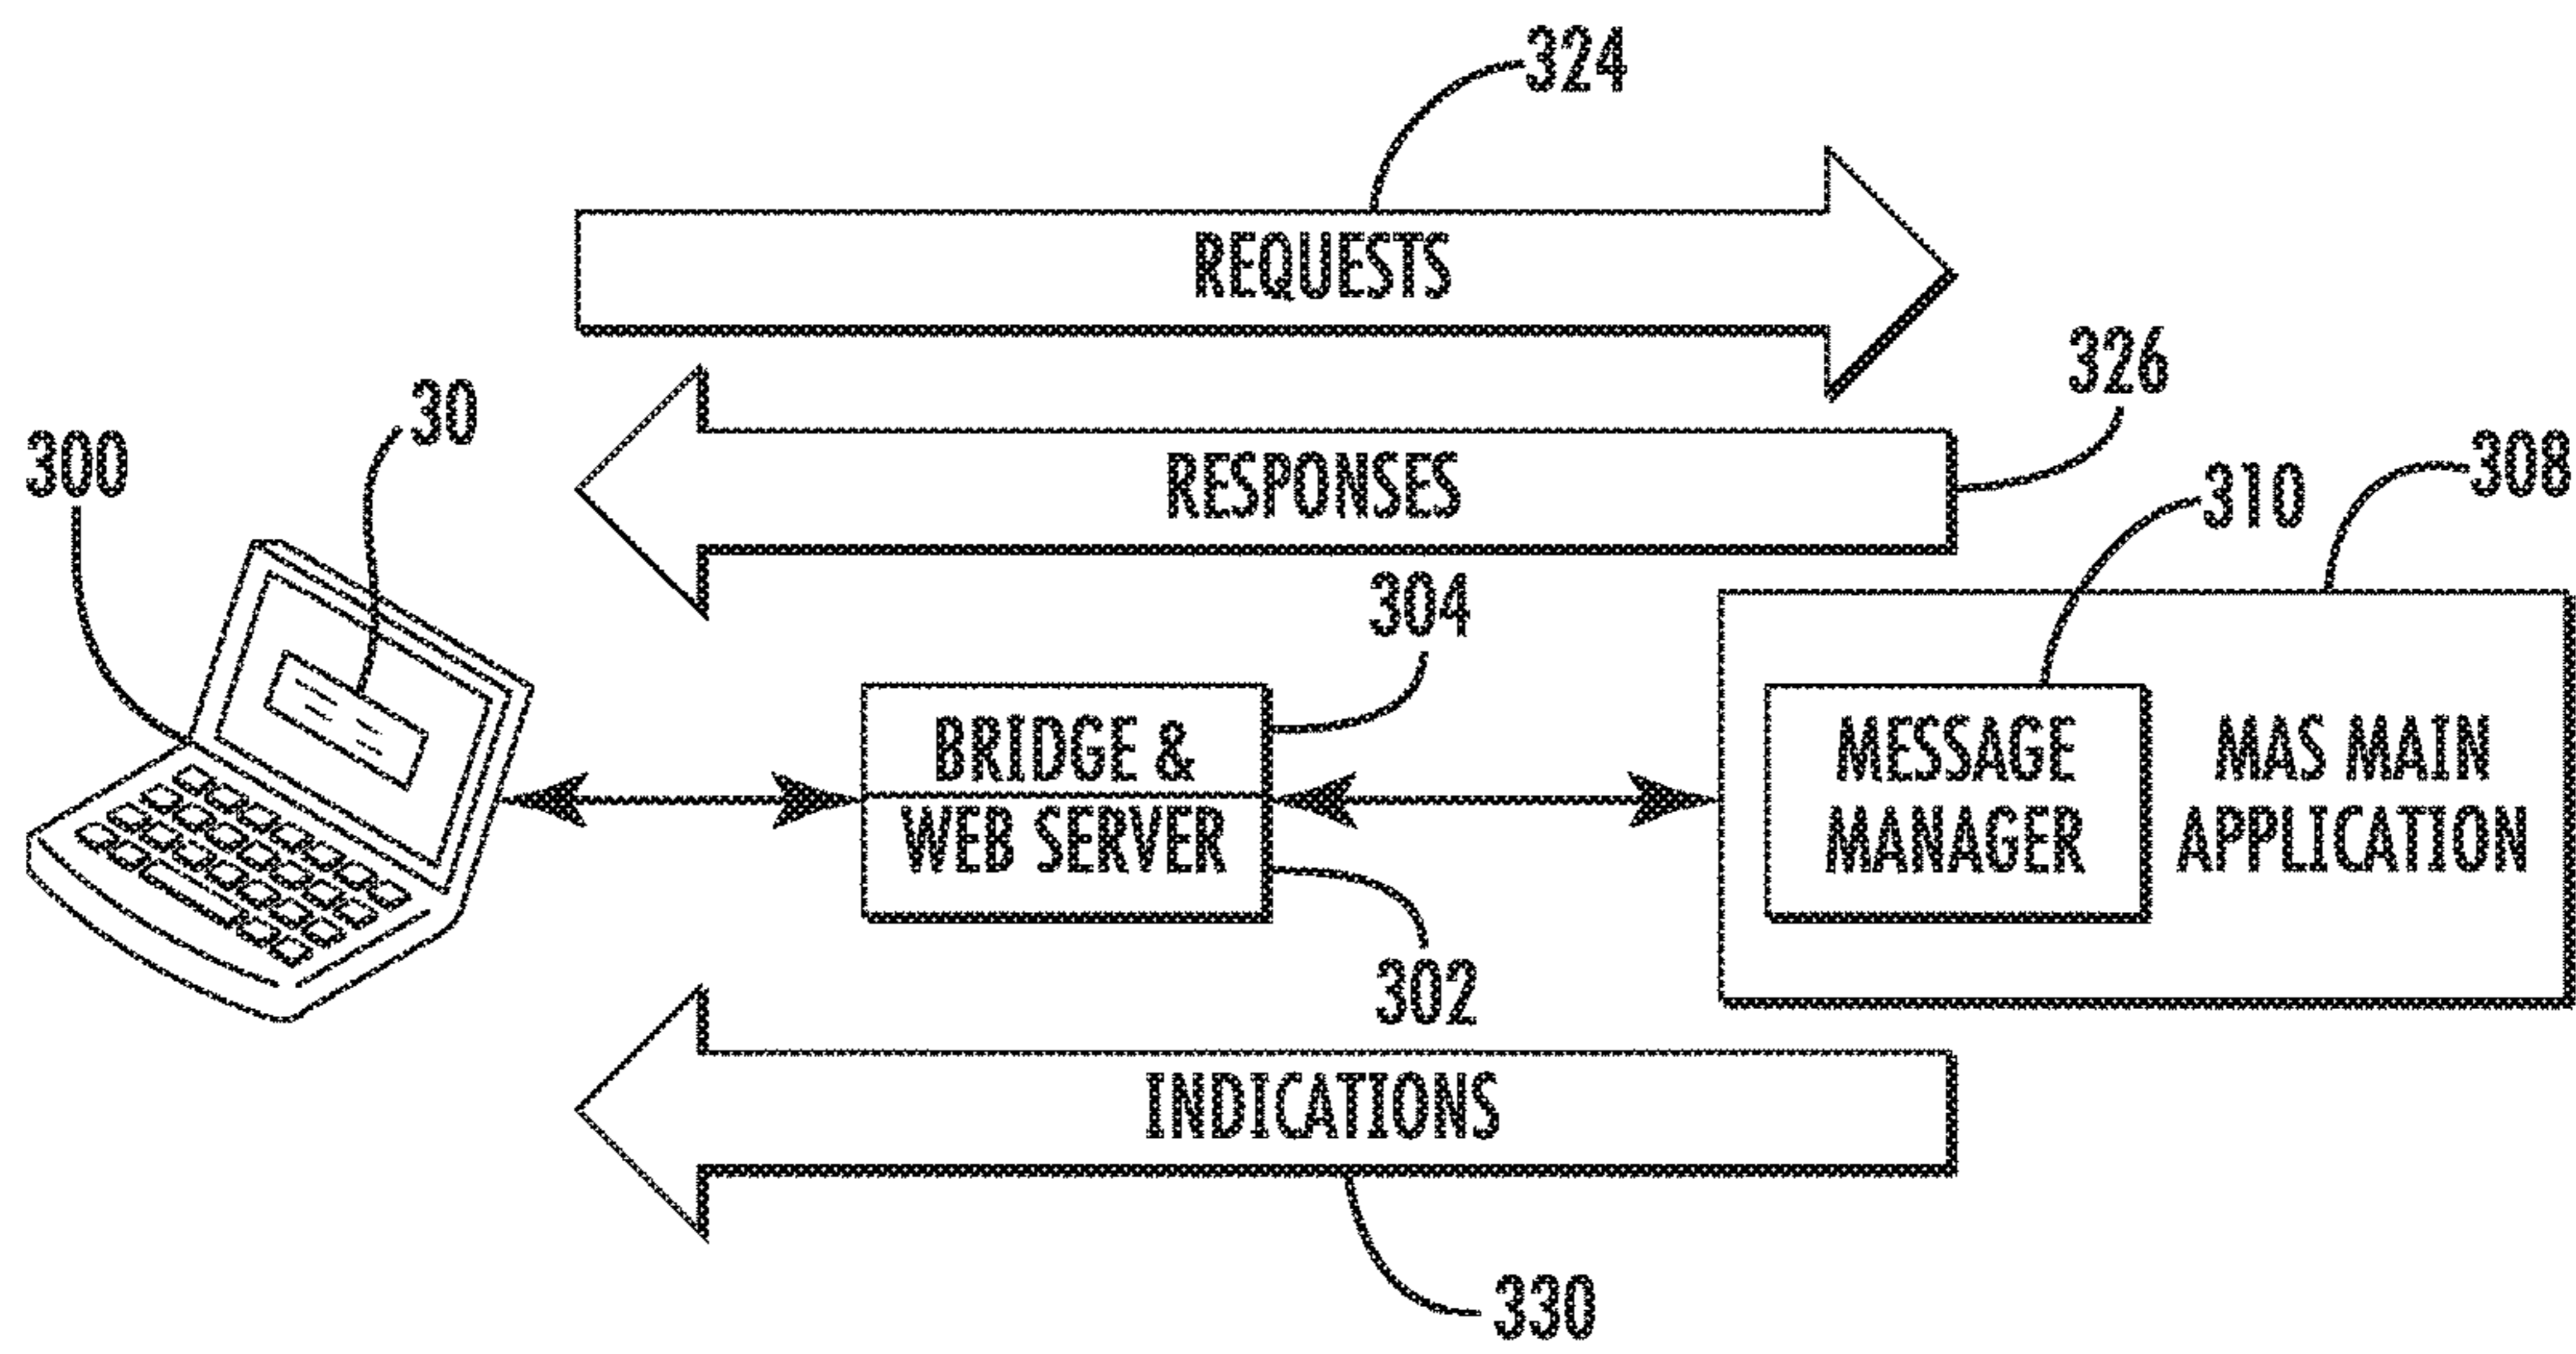 324
REQUESTS
326
30
300
RESPONSES
308
310
304
BRIDGE &
WEB SERVER
MESSAGE
MANAGER
MAS MAIN
APPLICATION
302
INDICATIONS
330